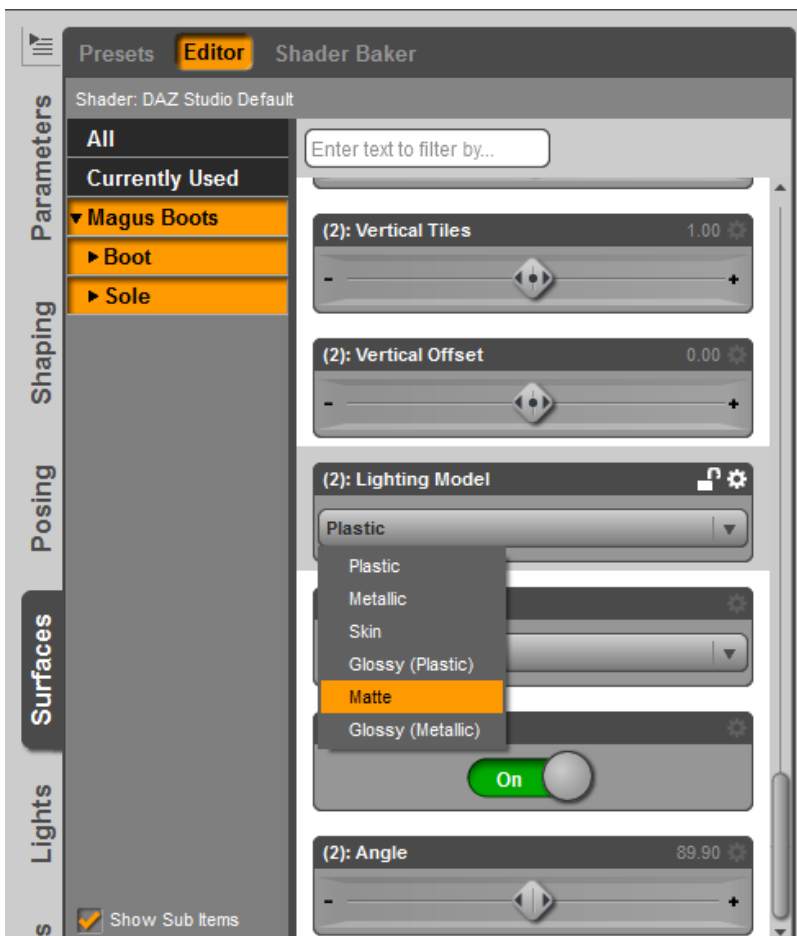 Presets Editor Shader Baker
Shader: DAZ Studio Default
Parameters
Shaping
Posing
Surfaces
Lights
All
Currently Used
Magus Boots
Boot
Sole
Show Sub Items
Enter text to filter by...
(2): Vertical Tiles 1.00
- +
(2): Vertical Offset 0.00
- +
(2): Lighting Model
Plastic
Plastic
Metallic
Skin
Glossy (Plastic)
Matte
Glossy (Metallic)
On
(2): Angle 89.90
- +